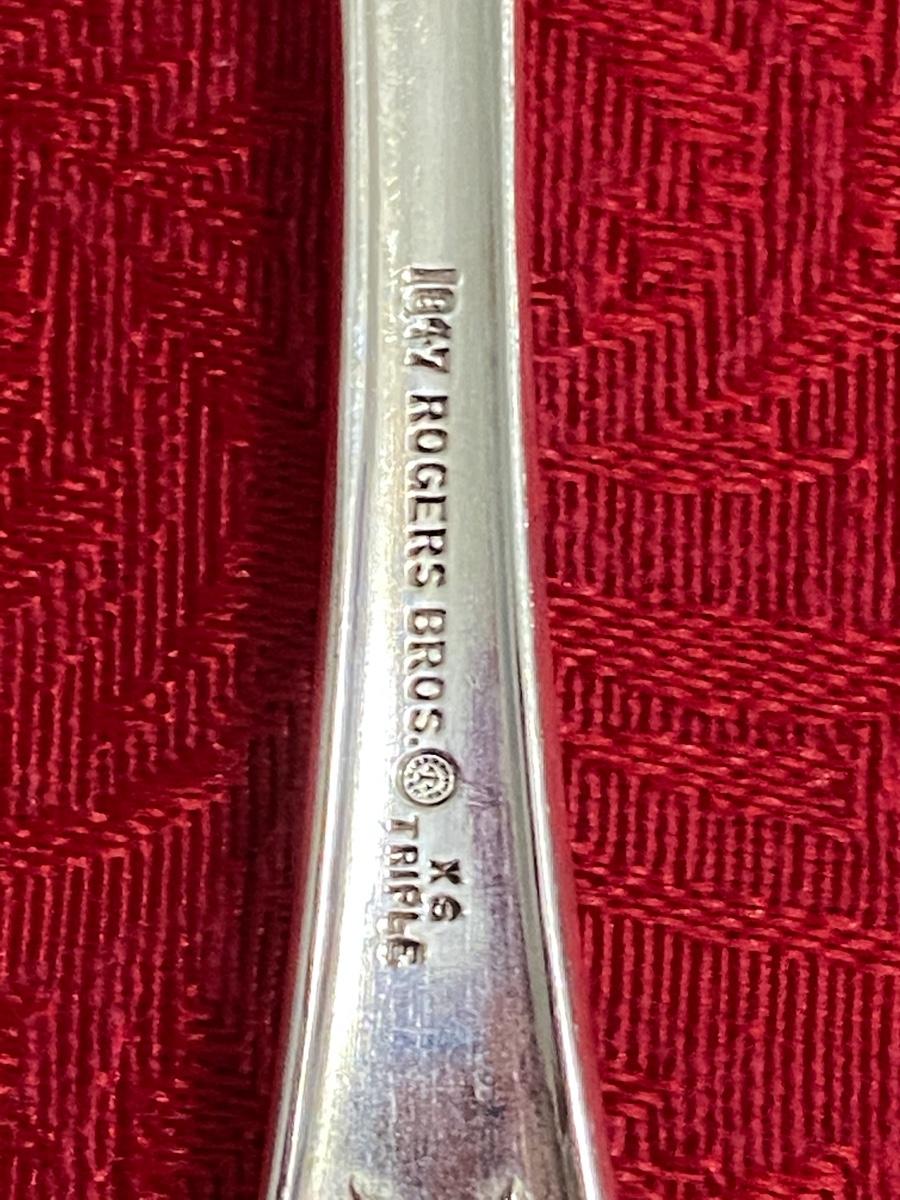 1847 ROGERS BROS.
XS
TRIPLE